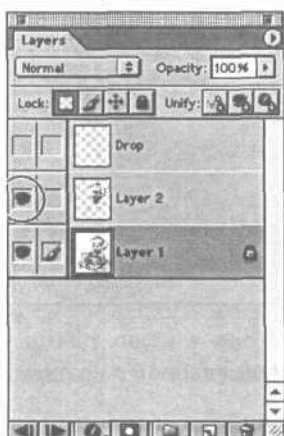 Layers
Normal Opacity: 100%
Lock: Unify:
Drop
Layer 2
Layer 1